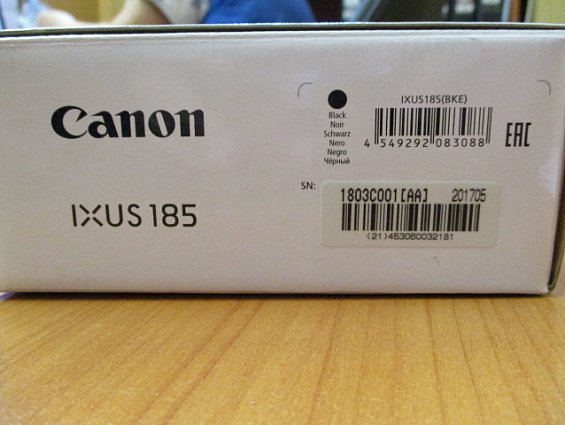 Canon
IXUS 185
Black
Noir
Schwarz
Nero
Negro
Чёрный
IXUS185(BKE)
4 549292 083088
EAC
SN:
1803C001[AA] 201705
(21)453050032181